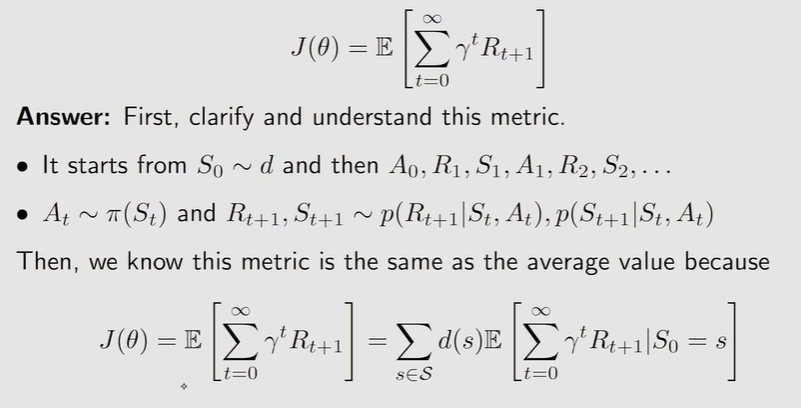 J(θ) = 𝔼 [ ∑_{t=0}^{∞} γ^t R_{t+1} ]
Answer: First, clarify and understand this metric.
• It starts from S_0 ∼ d and then A_0, R_1, S_1, A_1, R_2, S_2, . . .
• A_t ∼ π(S_t) and R_{t+1}, S_{t+1} ∼ p(R_{t+1}|S_t, A_t), p(S_{t+1}|S_t, A_t)
Then, we know this metric is the same as the average value because
J(θ) = 𝔼 [ ∑_{t=0}^{∞} γ^t R_{t+1} ] = ∑_{s∈𝒮} d(s)𝔼 [ ∑_{t=0}^{∞} γ^t R_{t+1}|S_0 = s ]